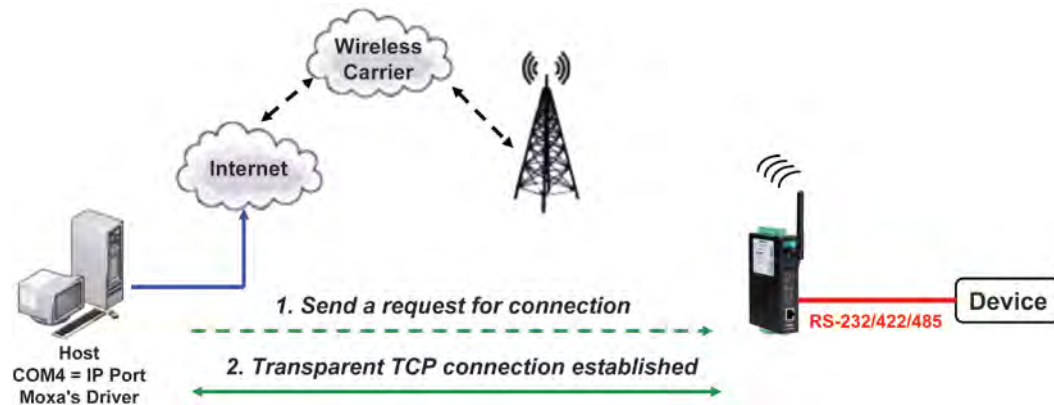 Wireless
Carrier
Internet
1. Send a request for connection
Device
RS-232/422/485
Host
COM4 = IP Port
Moxa's Driver
2. Transparent TCP connection established